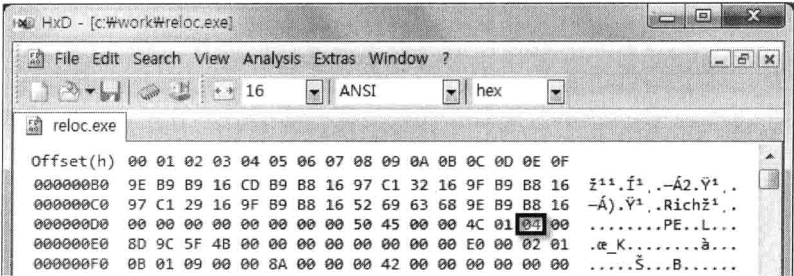 HxD - [c:₩work₩reloc.exe]
File Edit Search View Analysis Extras Window ?
16 ANSI hex
reloc.exe
Offset(h) 00 01 02 03 04 05 06 07 08 09 0A 0B 0C 0D 0E 0F
000000B0 9E B9 B9 16 CD B9 B8 16 97 C1 32 16 9F B9 B8 16 ž¹¹.͹¸.—Á2.Ÿ¹¸.
000000C0 97 C1 29 16 9F B9 B8 16 52 69 63 68 9E B9 B8 16 —Á).Ÿ¹¸.Richž¹¸.
000000D0 00 00 00 00 00 00 00 00 50 45 00 00 4C 01 04 00 ........PE..L...
000000E0 8D 9C 5F 4B 00 00 00 00 00 00 00 00 E0 00 02 01 .œ_K........à...
000000F0 0B 01 09 00 00 8A 00 00 00 42 00 00 00 00 00 00 .....Š...B......